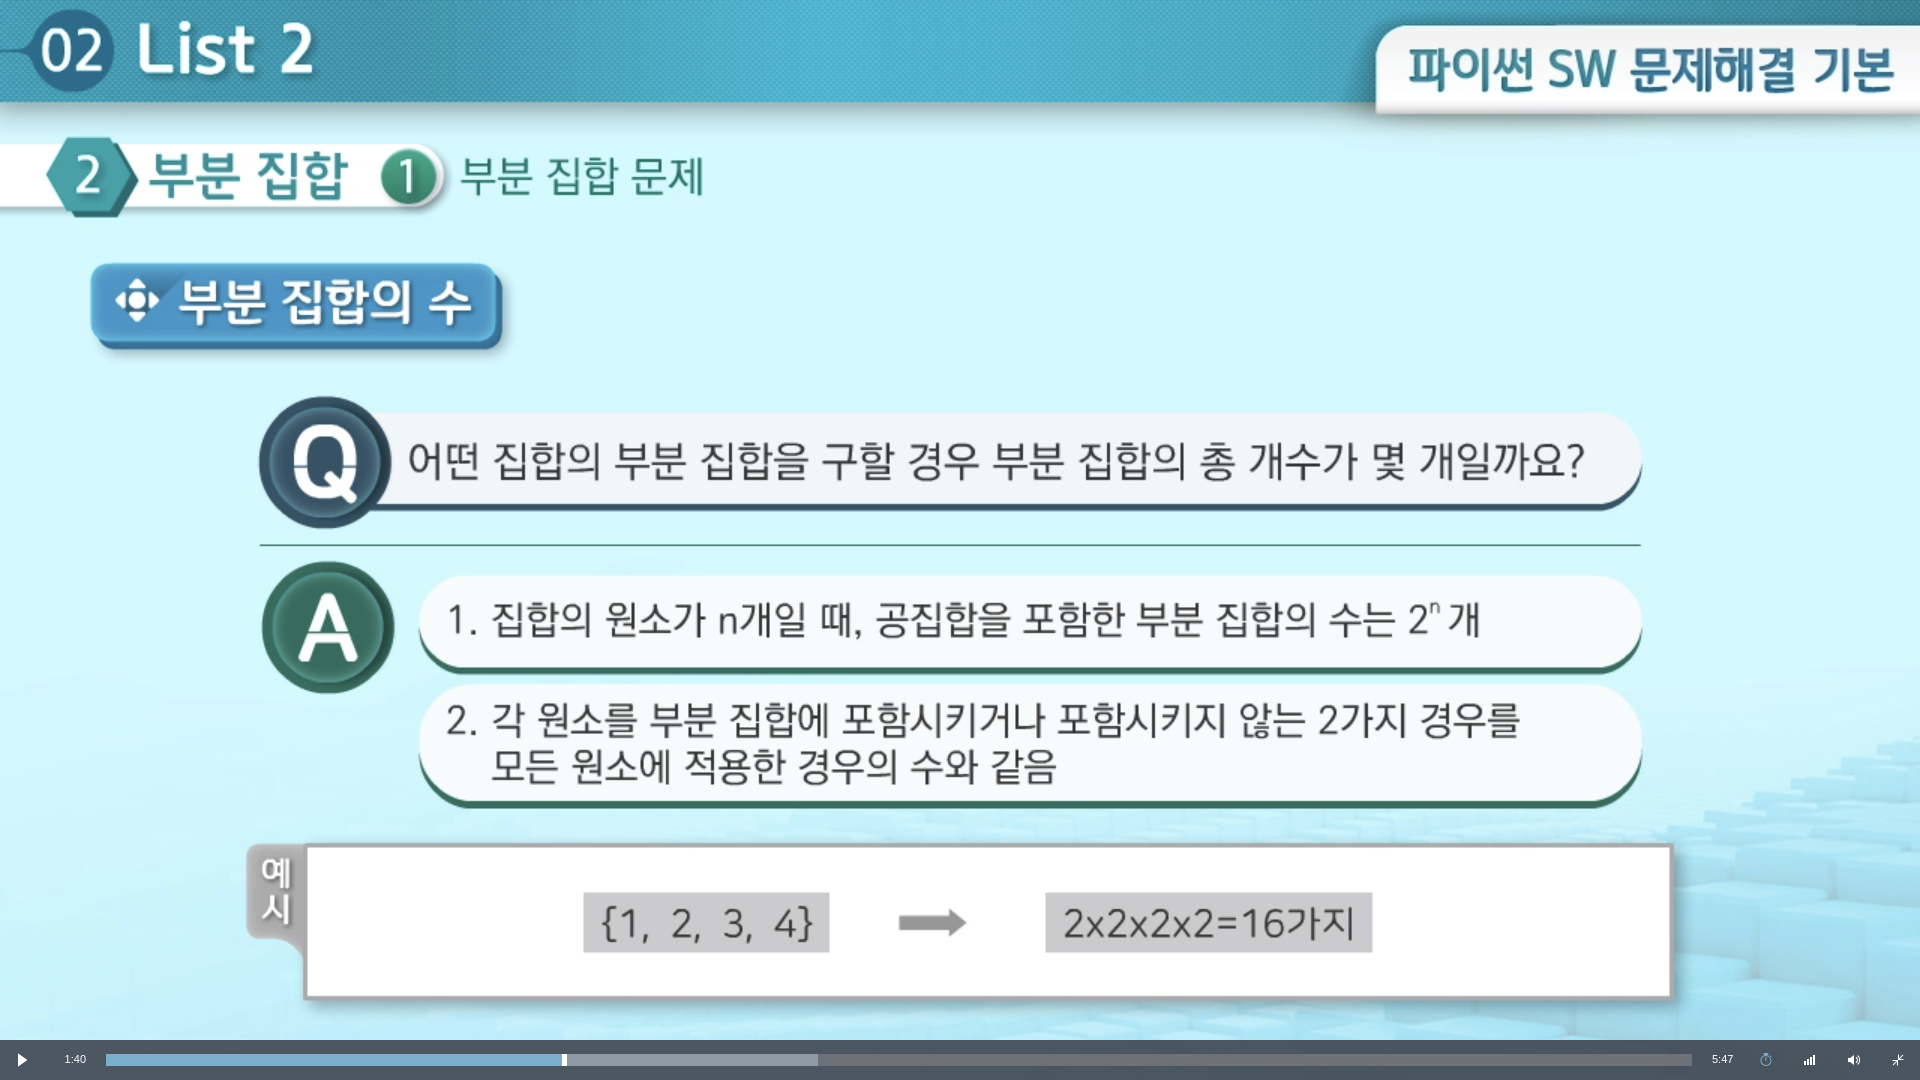 02 List 2
파이썬 SW 문제해결 기본
2 부분 집합 1 부분 집합 문제
부분 집합의 수
Q 어떤 집합의 부분 집합을 구할 경우 부분 집합의 총 개수가 몇 개일까요?
A 1. 집합의 원소가 n개일 때, 공집합을 포함한 부분 집합의 수는 2ⁿ 개
2. 각 원소를 부분 집합에 포함시키거나 포함시키지 않는 2가지 경우를
모든 원소에 적용한 경우의 수와 같음
예시
{1, 2, 3, 4} 2x2x2x2=16가지
1:40 5:47